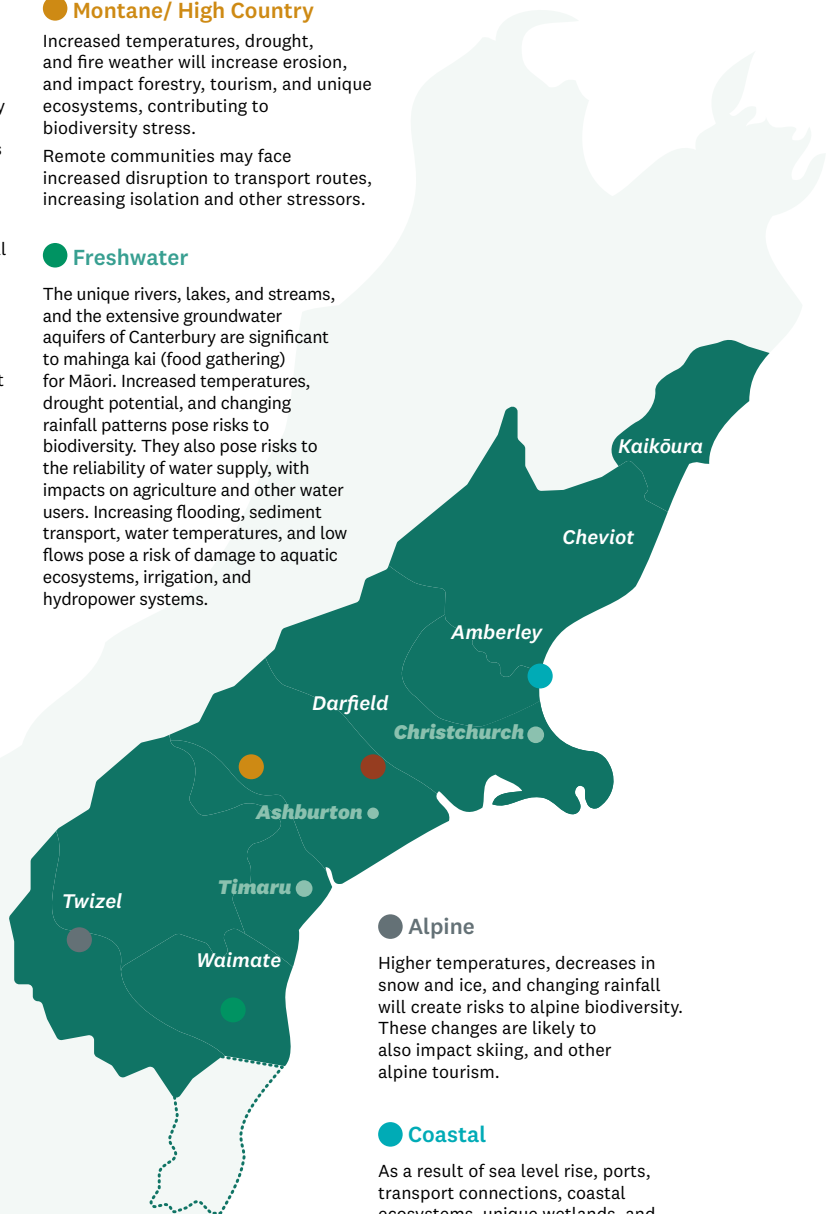 Montane/ High Country
Increased temperatures, drought,
and fire weather will increase erosion,
and impact forestry, tourism, and unique
ecosystems, contributing to
biodiversity stress.
Remote communities may face
increased disruption to transport routes,
increasing isolation and other stressors.
Freshwater
The unique rivers, lakes, and streams,
and the extensive groundwater
aquifers of Canterbury are significant
to mahinga kai (food gathering)
for Māori. Increased temperatures,
drought potential, and changing
rainfall patterns pose risks to
biodiversity. They also pose risks to
the reliability of water supply, with
impacts on agriculture and other water
users. Increasing flooding, sediment
transport, water temperatures, and low
flows pose a risk of damage to aquatic
ecosystems, irrigation, and
hydropower systems.
Kaikōura
Cheviot
Amberley
Darfield
Christchurch
Ashburton
Timaru
Twizel
Waimate
Alpine
Higher temperatures, decreases in
snow and ice, and changing rainfall
will create risks to alpine biodiversity.
These changes are likely to
also impact skiing, and other
alpine tourism.
Coastal
As a result of sea level rise, ports,
transport connections, coastal
ecosystems, unique wetlands, and